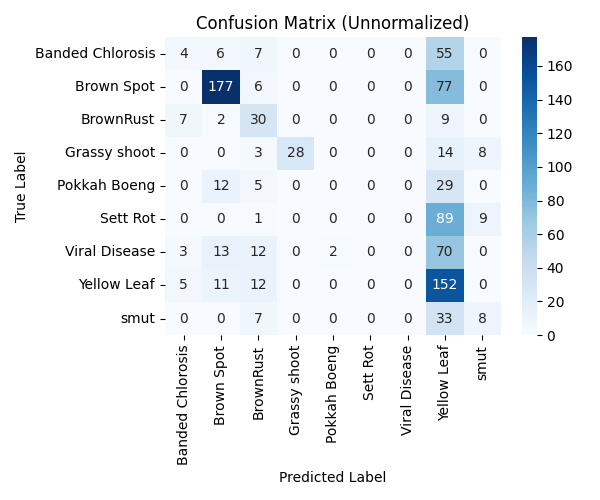 Confusion Matrix (Unnormalized)
Banded Chlorosis 4 6 7 0 0 0 0 55 0
Brown Spot 0 177 6 0 0 0 0 77 0
BrownRust 7 2 30 0 0 0 0 9 0
Grassy shoot 0 0 3 28 0 0 0 14 8
Pokkah Boeng 0 12 5 0 0 0 0 29 0
Sett Rot 0 0 1 0 0 0 0 89 9
Viral Disease 3 13 12 0 2 0 0 70 0
Yellow Leaf 5 11 12 0 0 0 0 152 0
smut 0 0 7 0 0 0 0 33 8
True Label
Banded Chlorosis
Brown Spot
BrownRust
Grassy shoot
Pokkah Boeng
Sett Rot
Viral Disease
Yellow Leaf
smut
Predicted Label
160
140
120
100
80
60
40
20
0